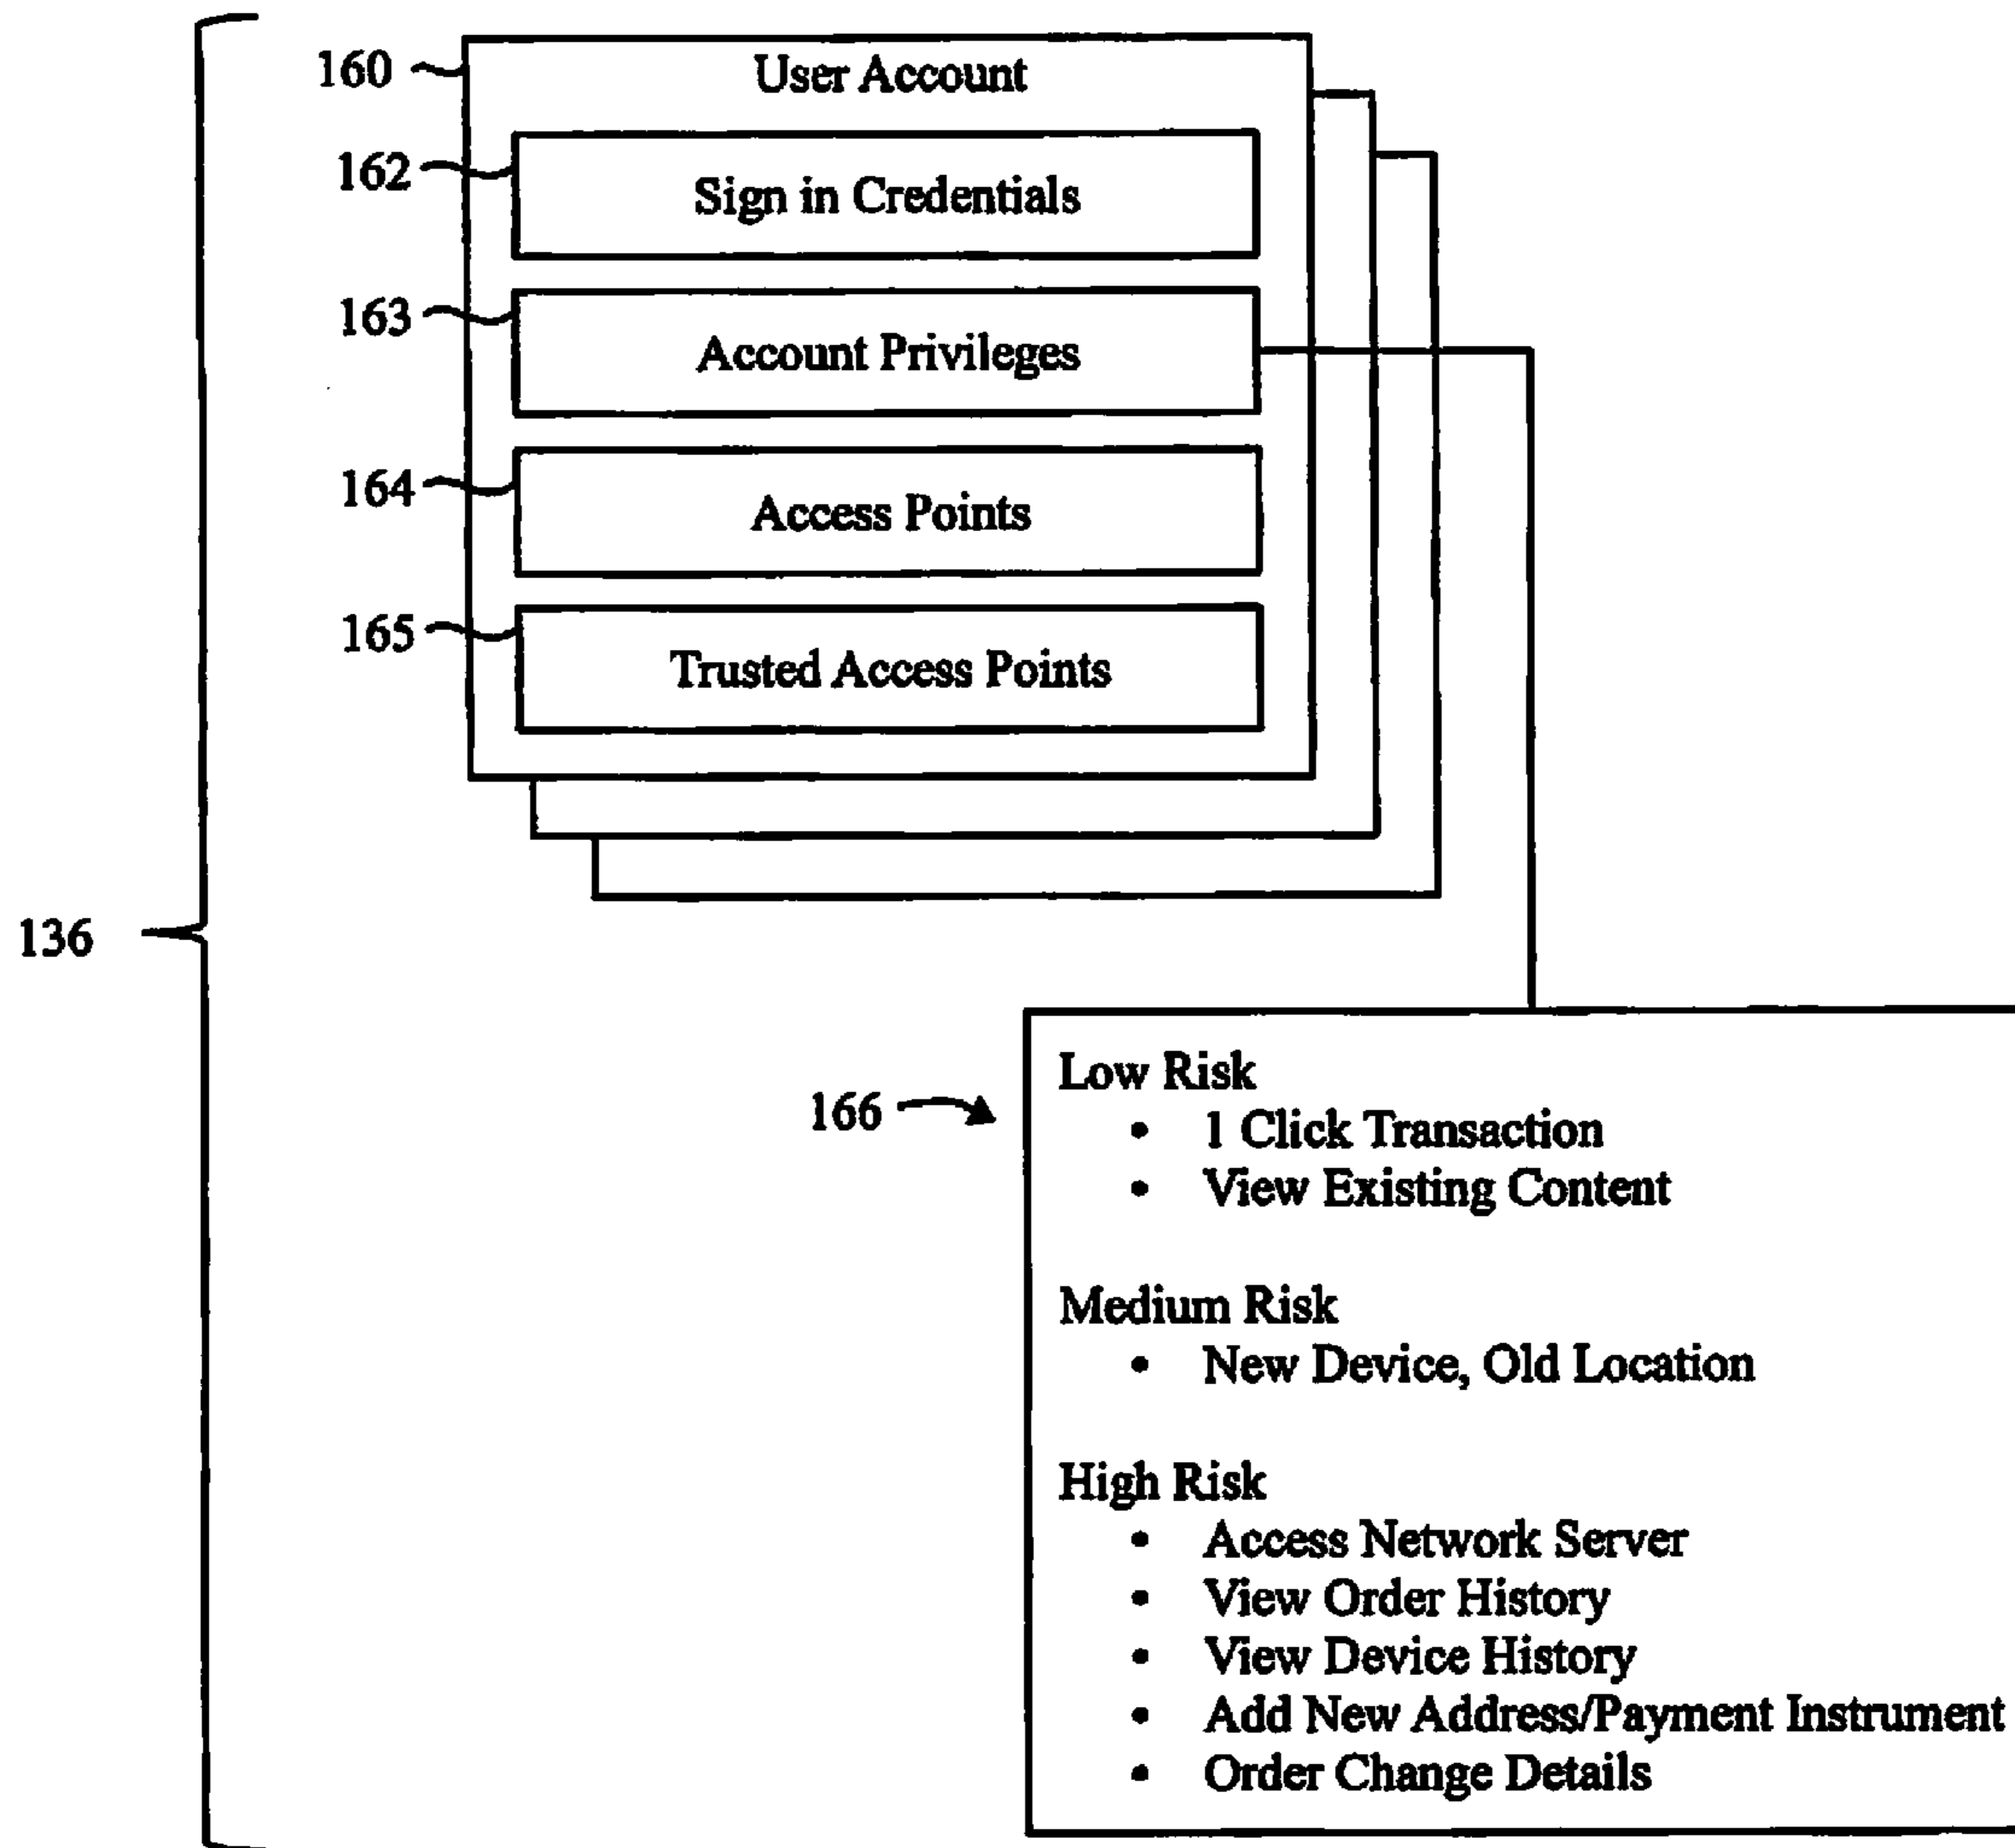 160
User Account
162
Sign in Credentials
163
Account Privileges
164
Access Points
165
Trusted Access Points
136
166
Low Risk
• 1 Click Transaction
• View Existing Content
Medium Risk
• New Device, Old Location
High Risk
• Access Network Server
• View Order History
• View Device History
• Add New Address/Payment Instrument
• Order Change Details